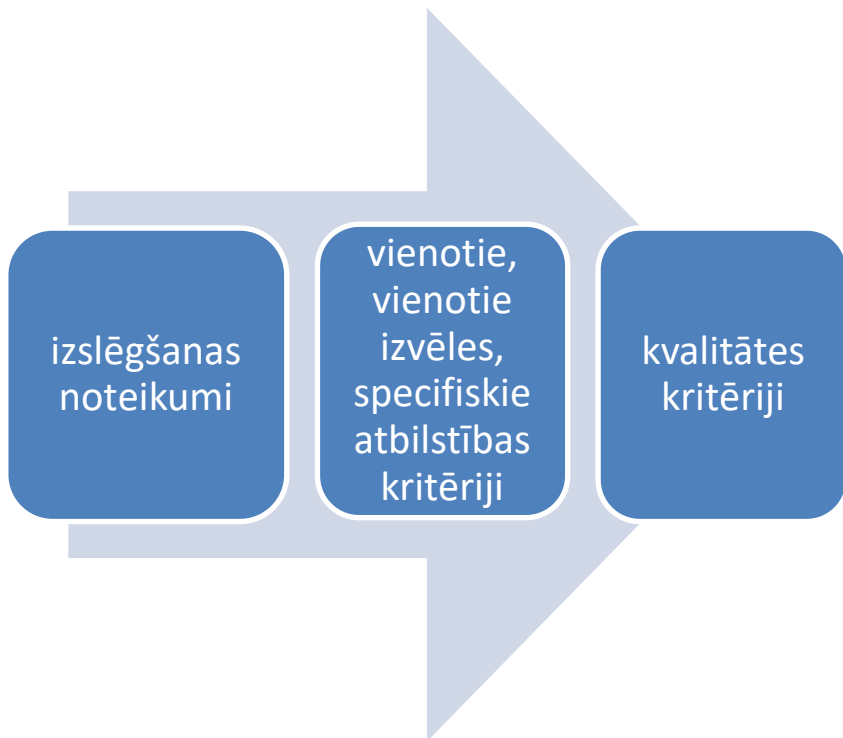 izslēgšanas
noteikumi
vienotie,
vienotie
izvēles,
specifiskie
atbilstības
kritēriji
kvalitātes
kritēriji